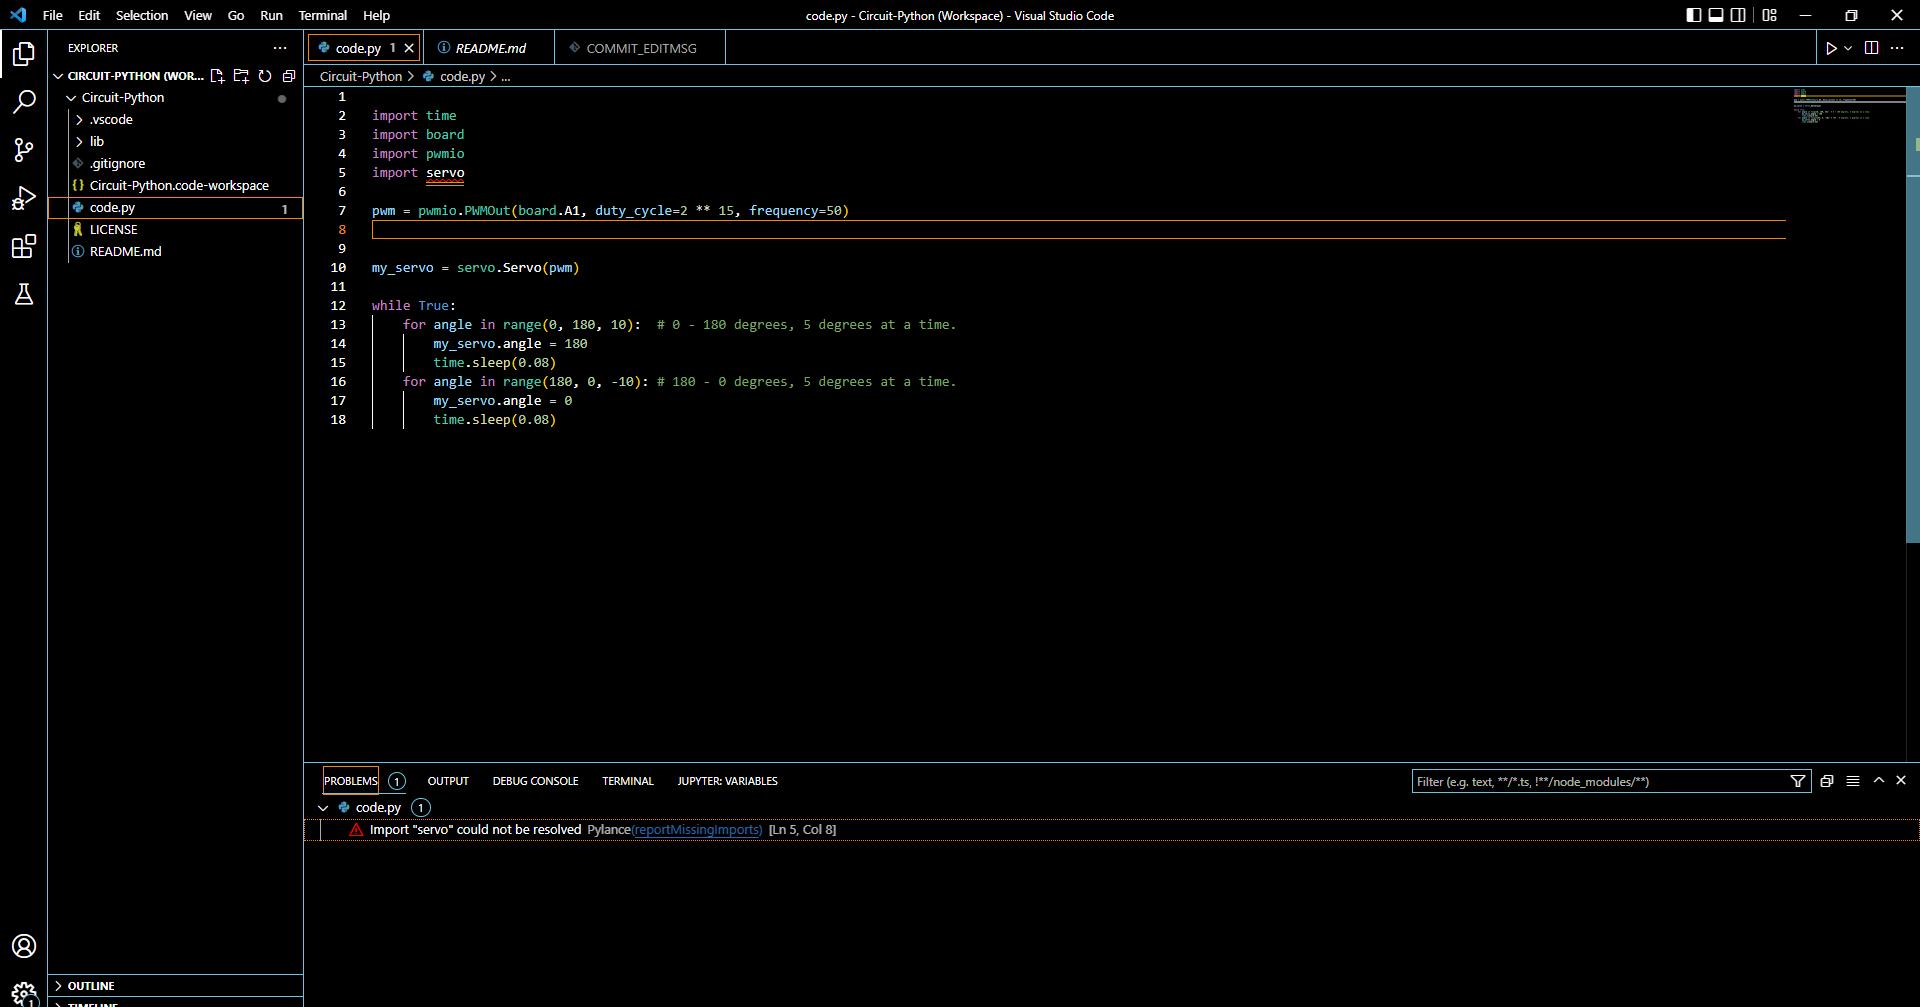 File Edit Selection View Go Run Terminal Help
code.py - Circuit-Python (Workspace) - Visual Studio Code
EXPLORER
CIRCUIT-PYTHON (WOR...
Circuit-Python
.vscode
lib
.gitignore
{} Circuit-Python.code-workspace
code.py 1
LICENSE
README.md
OUTLINE
TIMELINE
1
code.py 1
README.md
COMMIT_EDITMSG
Circuit-Python > code.py > ...
1
2 import time
3 import board
4 import pwmio
5 import servo
6
7 pwm = pwmio.PWMOut(board.A1, duty_cycle=2 ** 15, frequency=50)
8
9
10 my_servo = servo.Servo(pwm)
11
12 while True:
13 for angle in range(0, 180, 10): # 0 - 180 degrees, 5 degrees at a time.
14 my_servo.angle = 180
15 time.sleep(0.08)
16 for angle in range(180, 0, -10): # 180 - 0 degrees, 5 degrees at a time.
17 my_servo.angle = 0
18 time.sleep(0.08)
PROBLEMS 1 OUTPUT DEBUG CONSOLE TERMINAL JUPYTER: VARIABLES
Filter (e.g. text, **/*.ts, !**/node_modules/**)
code.py 1
Import "servo" could not be resolved Pylance(reportMissingImports) [Ln 5, Col 8]